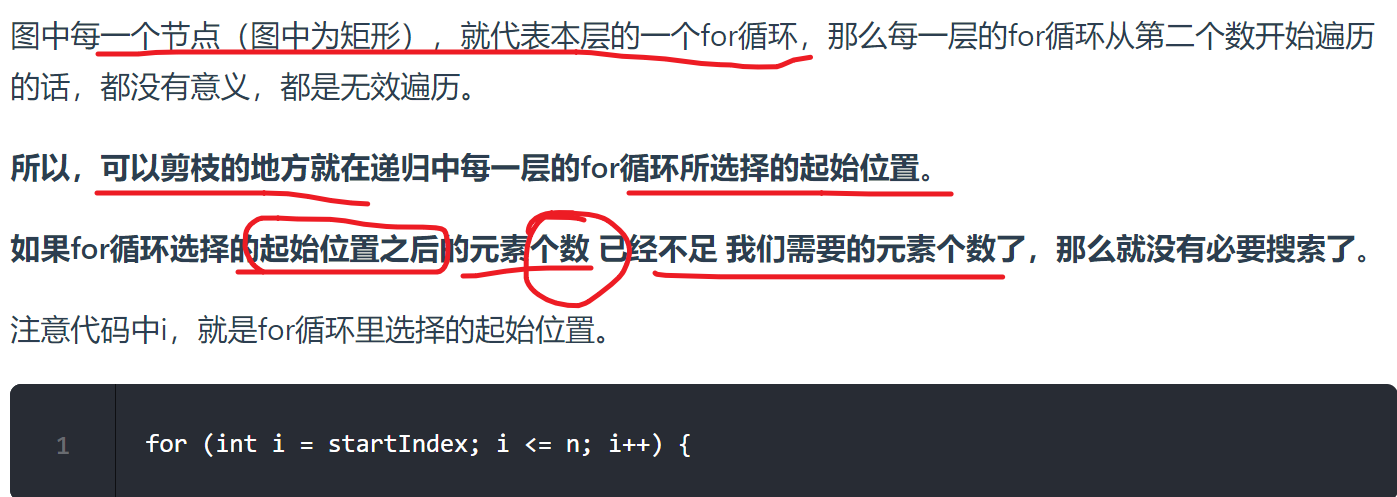 图中每一个节点（图中为矩形），就代表本层的一个for循环，那么每一层的for循环从第二个数开始遍历
的话，都没有意义，都是无效遍历。
所以，可以剪枝的地方就在递归中每一层的for循环所选择的起始位置。
如果for循环选择的起始位置之后的元素个数 已经不足 我们需要的元素个数了，那么就没有必要搜索了。
注意代码中i，就是for循环里选择的起始位置。
1 for (int i = startIndex; i <= n; i++) {